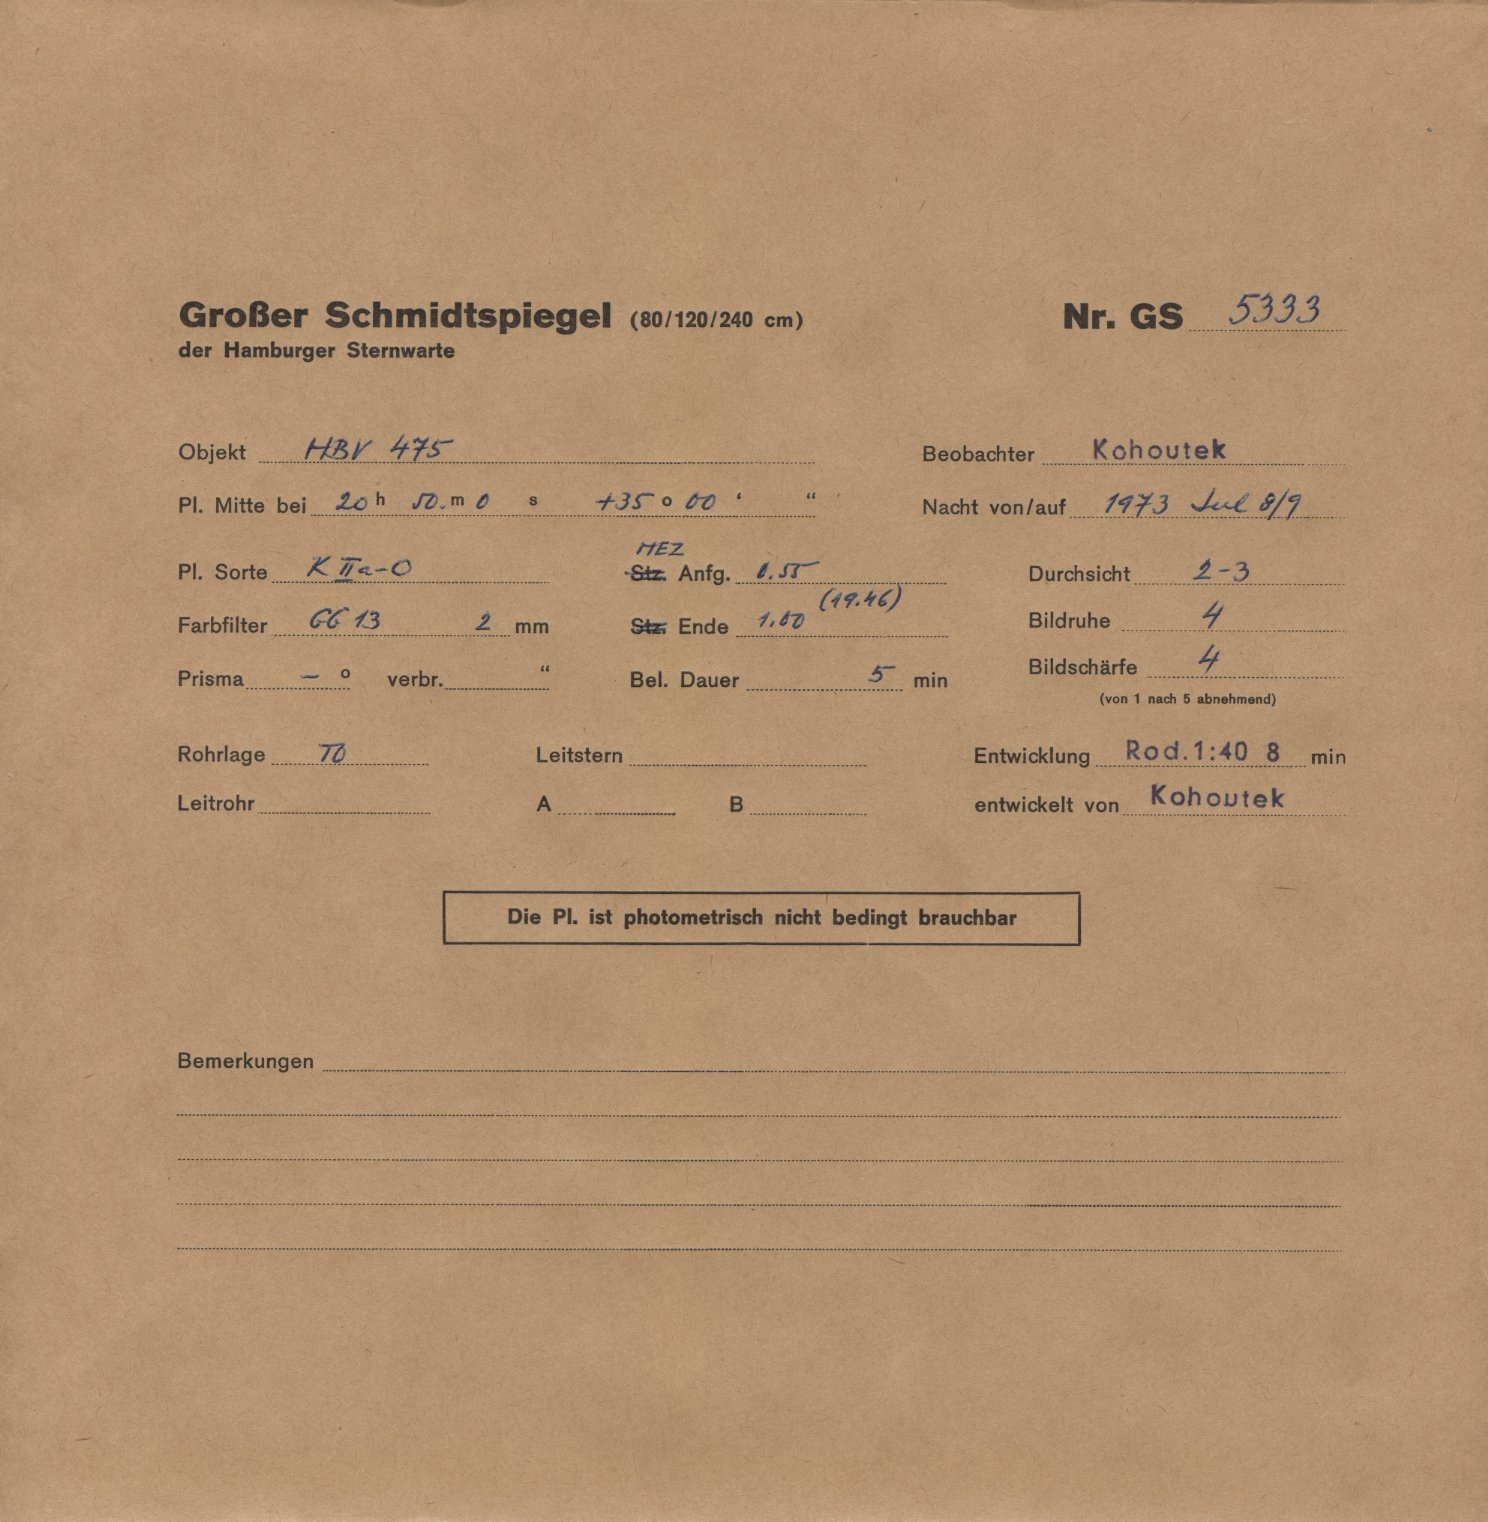 Großer Schmidtspiegel (80/120/240 cm) Nr. GS 5333
der Hamburger Sternwarte
Objekt HBV 475 Beobachter Kohoutek
Pl. Mitte bei 20 h 50. m 0 s +35 o 00 ‘ “ Nacht von/auf 1973 Jul 8/9
MEZ
Pl. Sorte K IIa-O Stz. Anfg. 0.55 Durchsicht 2-3
(19.46)
Farbfilter GG 13 2 mm Stz. Ende 1.00 Bildruhe 4
Prisma – o verbr. “ Bel. Dauer 5 min Bildschärfe 4
(von 1 nach 5 abnehmend)
Rohrlage TO Leitstern Entwicklung Rod.1:40 8 min
Leitrohr A B entwickelt von Kohoutek
Die Pl. ist photometrisch nicht bedingt brauchbar
Bemerkungen